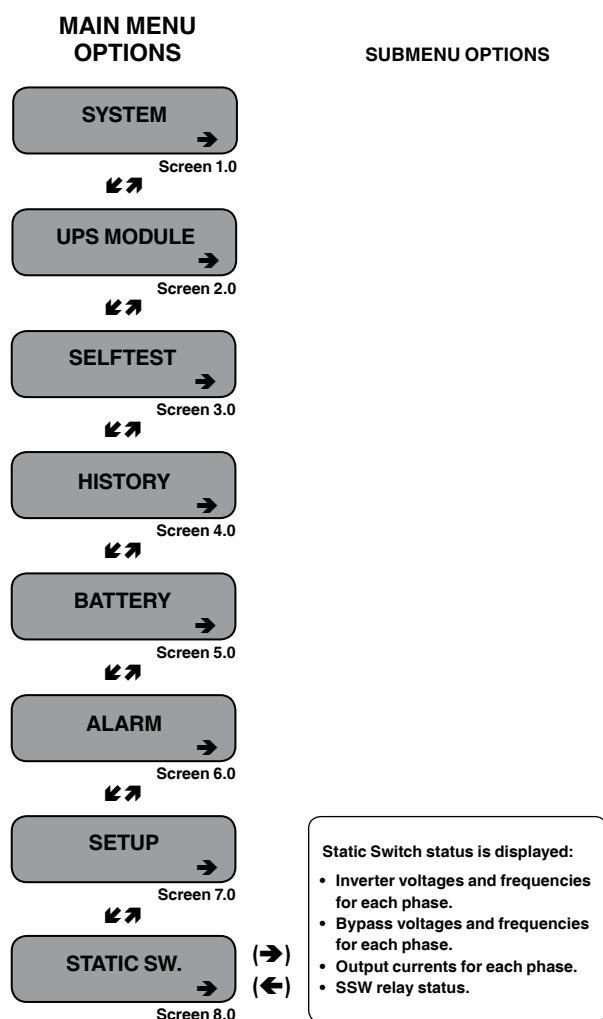 MAIN MENU
OPTIONS
SUBMENU OPTIONS
SYSTEM
➔
Screen 1.0
UPS MODULE
➔
Screen 2.0
SELFTEST
➔
Screen 3.0
HISTORY
➔
Screen 4.0
BATTERY
➔
Screen 5.0
ALARM
➔
Screen 6.0
SETUP
➔
Screen 7.0
STATIC SW.
➔
Screen 8.0
(➔)
(←)
Static Switch status is displayed:
• Inverter voltages and frequencies
for each phase.
• Bypass voltages and frequencies
for each phase.
• Output currents for each phase.
• SSW relay status.